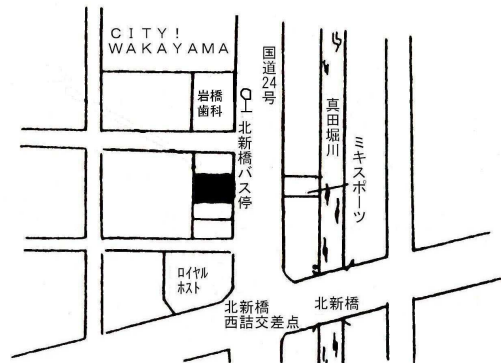 CITY!
WAKAYAMA
岩橋
歯科
国道24号
北新橋バス停
真田堀川
ミキスポーツ
ロイヤル
ホスト
北新橋
西詰交差点
北新橋